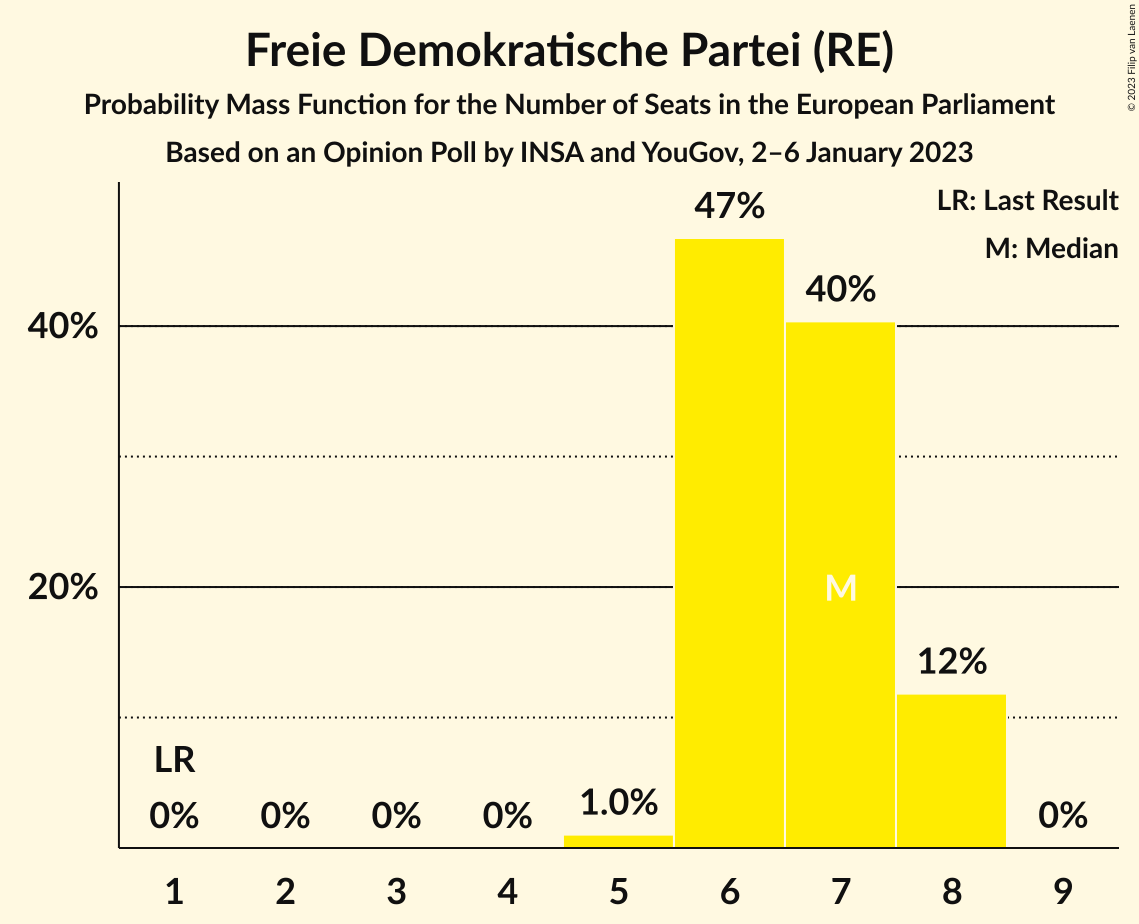 Freie Demokratische Partei (RE)
Probability Mass Function for the Number of Seats in the European Parliament
Based on an Opinion Poll by INSA and YouGov, 2–6 January 2023
© 2023 Filip van Laenen
LR: Last Result
M: Median
47%
40%
40%
20%
M
12%
LR
0%
0%
0%
0%
1.0%
0%
1
2
3
4
5
6
7
8
9